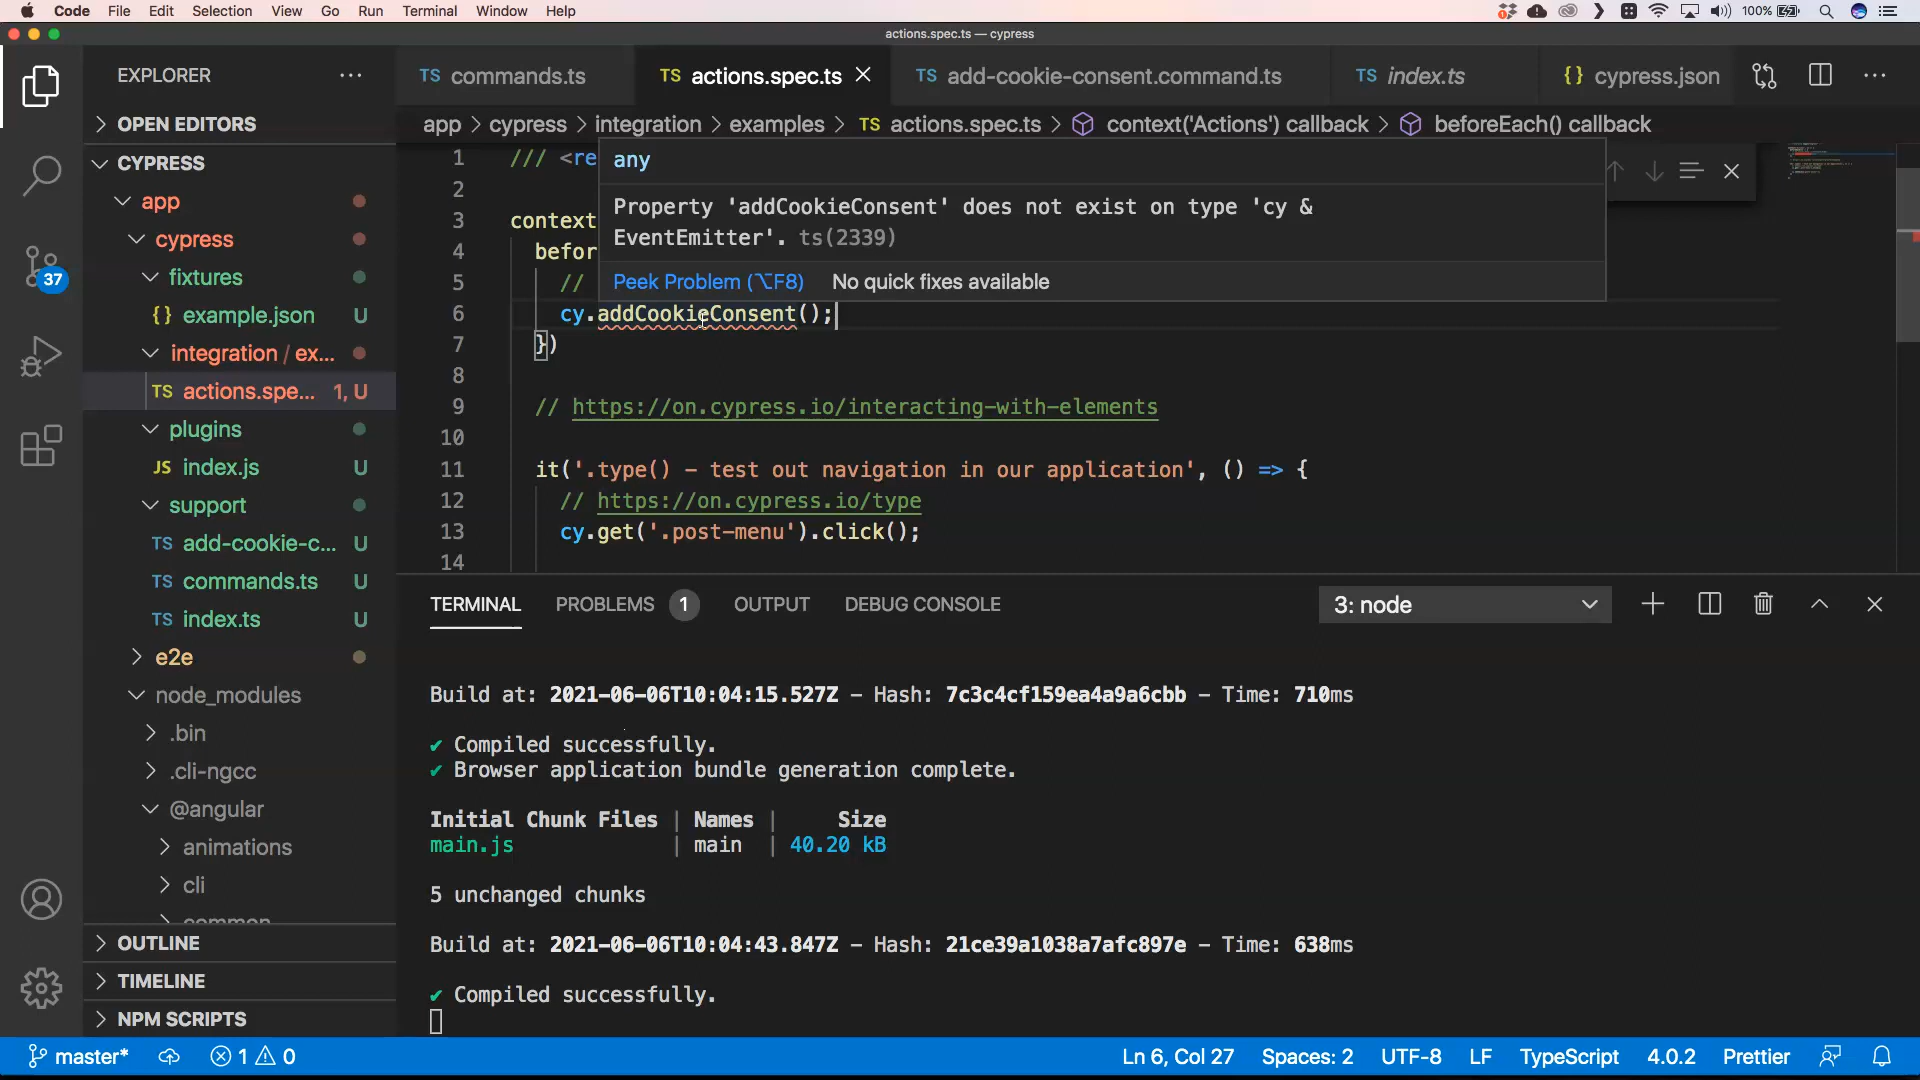 Code File Edit Selection View Go Run Terminal Window Help 100%
actions.spec.ts — cypress
EXPLORER
TS commands.ts TS actions.spec.ts TS add-cookie-consent.command.ts TS index.ts {} cypress.json
OPEN EDITORS
app > cypress > integration > examples > TS actions.spec.ts > context('Actions') callback > beforeEach() callback
CYPRESS
app
cypress
fixtures
{} example.json U
integration / ex...
TS actions.spe... 1, U
plugins
JS index.js U
support
TS add-cookie-c... U
TS commands.ts U
TS index.ts U
e2e
node_modules
.bin
.cli-ngcc
@angular
animations
cli
common
OUTLINE
TIMELINE
NPM SCRIPTS
37
1 /// <re
2
3 context
4 befor
5 //
any
Property 'addCookieConsent' does not exist on type 'cy &
EventEmitter'. ts(2339)
Peek Problem (⌥F8) No quick fixes available
6 cy.addCookieConsent();
7 })
8
9 // https://on.cypress.io/interacting-with-elements
10
11 it('.type() - test out navigation in our application', () => {
12 // https://on.cypress.io/type
13 cy.get('.post-menu').click();
14
TERMINAL PROBLEMS 1 OUTPUT DEBUG CONSOLE 3: node
Build at: 2021-06-06T10:04:15.527Z - Hash: 7c3c4cf159ea4a9a6cbb - Time: 710ms
✔ Compiled successfully.
✔ Browser application bundle generation complete.
Initial Chunk Files | Names | Size
main.js | main | 40.20 kB
5 unchanged chunks
Build at: 2021-06-06T10:04:43.847Z - Hash: 21ce39a1038a7afc897e - Time: 638ms
✔ Compiled successfully.
master* 1 0 Ln 6, Col 27 Spaces: 2 UTF-8 LF TypeScript 4.0.2 Prettier